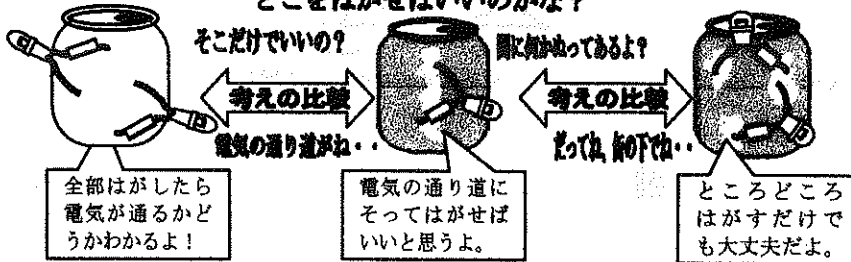 どこをはがせばいいのかな？
そこだけでいいの？
間に何かぬってあるよ？
考えの比較
考えの比較
電気の通り道がね・・
だってね，缶の下でね・・
全部はがしたら
電気が通るかど
うかわかるよ！
電気の通り道に
そってはがせば
いいと思うよ。
ところどころ
はがすだけで
も大丈夫だよ。